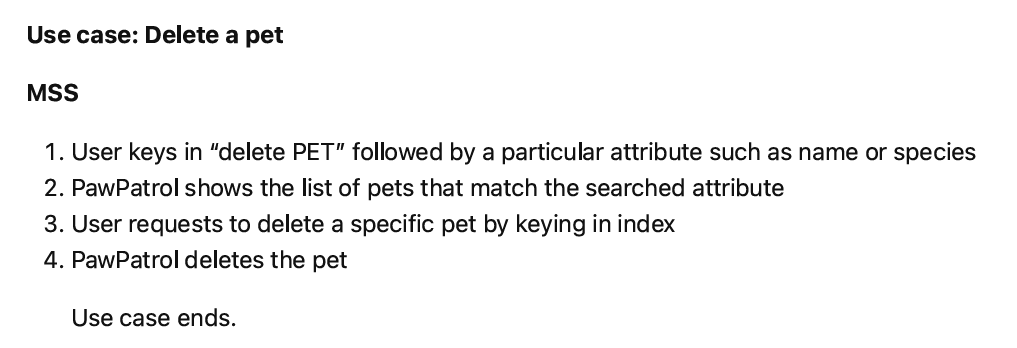 Use case: Delete a pet
MSS
1. User keys in “delete PET” followed by a particular attribute such as name or species
2. PawPatrol shows the list of pets that match the searched attribute
3. User requests to delete a specific pet by keying in index
4. PawPatrol deletes the pet
Use case ends.